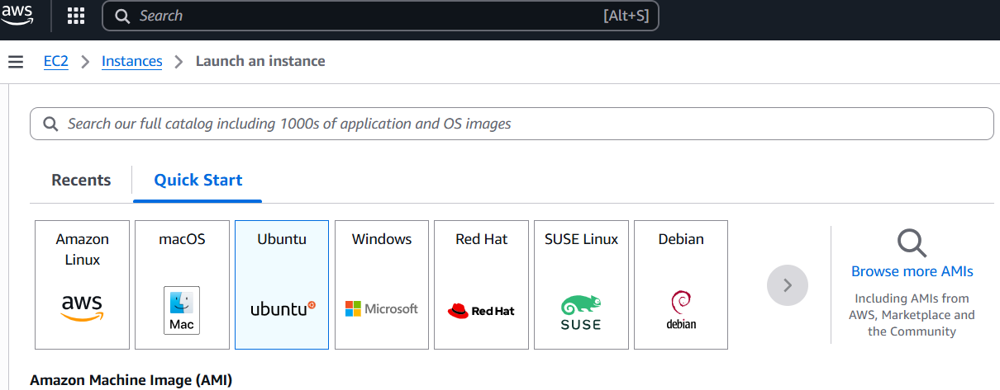 aws
Search [Alt+S]
EC2 Instances Launch an instance
Search our full catalog including 1000s of application and OS images
Recents Quick Start
Amazon Linux
aws
macOS
Mac
Ubuntu
ubuntu
Windows
Microsoft
Red Hat
Red Hat
SUSE Linux
SUSE
Debian
debian
Browse more AMIs
Including AMIs from
AWS, Marketplace and
the Community
Amazon Machine Image (AMI)